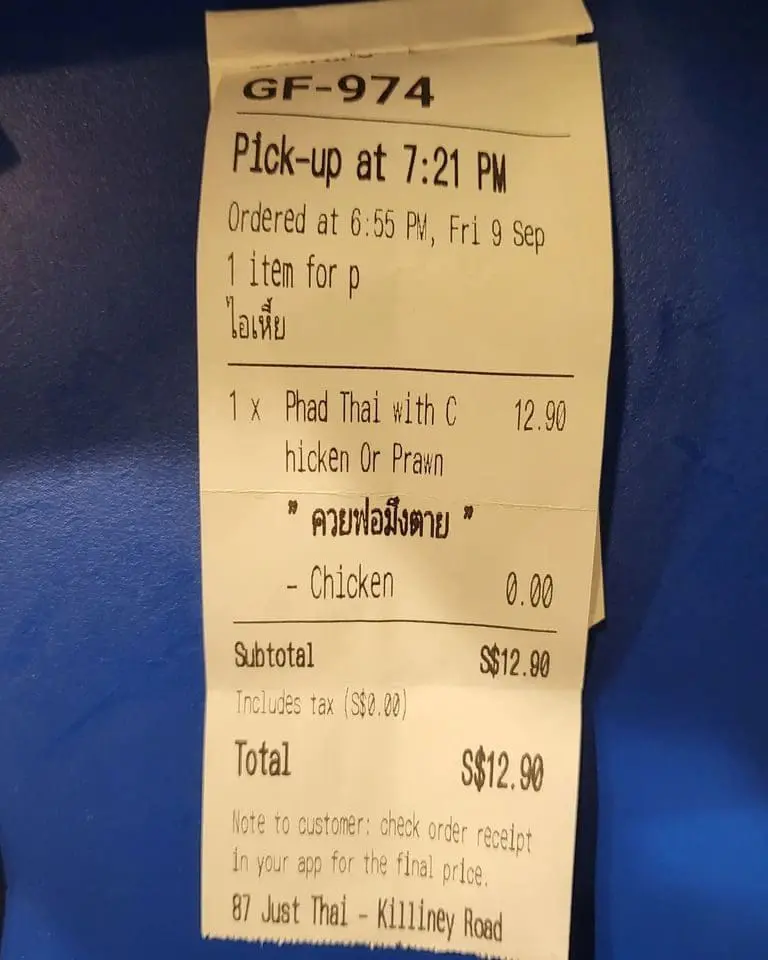 GF-974
Pick-up at 7:21 PM
Ordered at 6:55 PM, Fri 9 Sep
1 item for p
ไอเหี้ย
1 x Phad Thai with C 12.90
hicken Or Prawn
" ควยฟอมึงตาย "
- Chicken 0.00
Subtotal S$12.90
Includes tax (S$0.00)
Total S$12.90
Note to customer: check order receipt
in your app for the final price.
87 Just Thai - Killiney Road